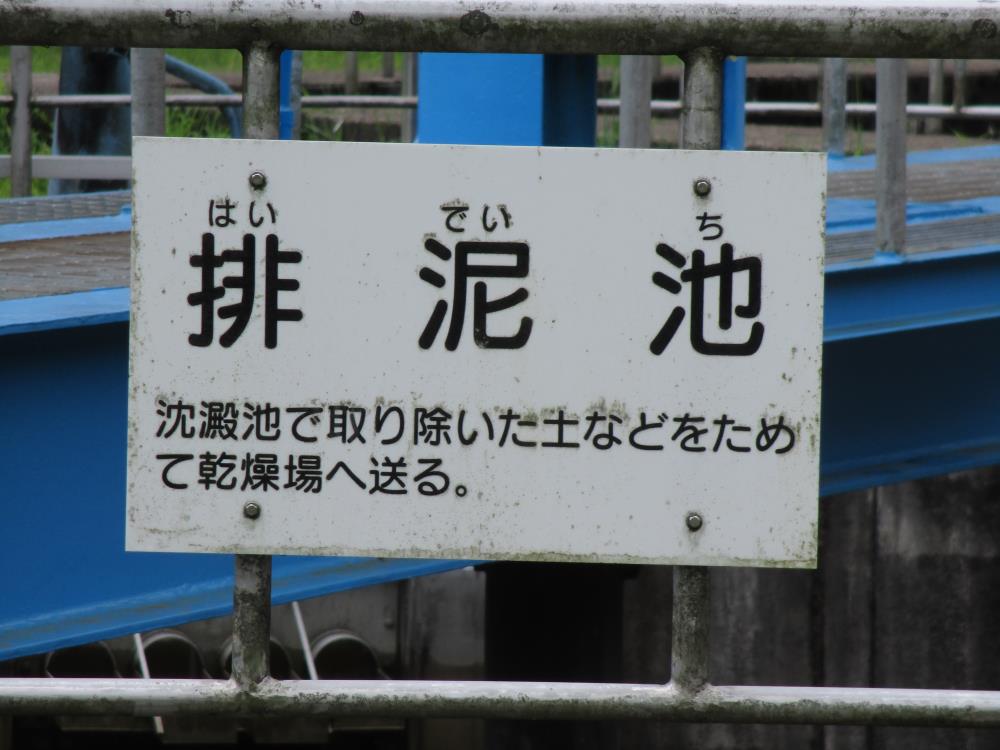 はい でい ち
排泥池
沈澱池で取り除いた土などをため
て乾燥場へ送る。